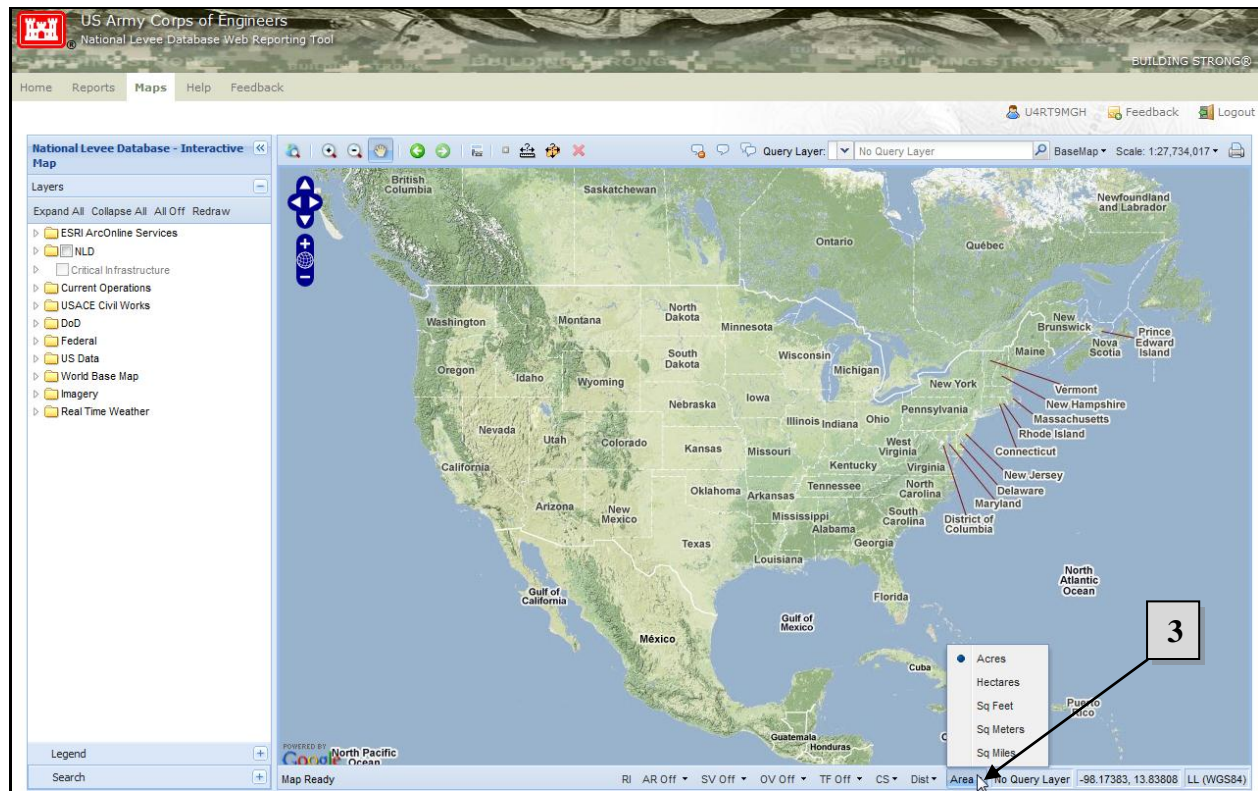 US Army Corps of Engineers
®
National Levee Database Web Reporting Tool
BUILDING STRONG®
Home Reports Maps Help Feedback
U4RT9MGH Feedback Logout
National Levee Database - Interactive Map
Layers
Expand All Collapse All All Off Redraw
ESRI ArcOnline Services
NLD
Critical Infrastructure
Current Operations
USACE Civil Works
DoD
Federal
US Data
World Base Map
Imagery
Real Time Weather
Legend
Search
Query Layer: No Query Layer BaseMap Scale: 1:27,734,017
British Columbia
Saskatchewan
Newfoundland and Labrador
Ontario
Québec
Washington
Montana
North Dakota
Minnesota
New Brunswick
Prince Edward Island
Nova Scotia
Maine
Oregon
Idaho
Wyoming
South Dakota
Wisconsin
Michigan
New York
Vermont
New Hampshire
Massachusetts
Rhode Island
Connecticut
Nebraska
Iowa
Illinois
Indiana
Ohio
Pennsylvania
Nevada
Utah
Colorado
Kansas
Missouri
West Virginia
Kentucky
Virginia
New Jersey
Delaware
Maryland
District of Columbia
California
Arizona
New Mexico
Oklahoma
Arkansas
Tennessee
North Carolina
Mississippi
Alabama
South Carolina
Georgia
Texas
Louisiana
Florida
North Atlantic Ocean
Gulf of California
Gulf of Mexico
México
Cuba
Puerto Rico
Guatemala
Honduras
North Pacific Ocean
POWERED BY Google
3
Acres
Hectares
Sq Feet
Sq Meters
Sq Miles
Map Ready RI AR Off SV Off OV Off TF Off CS Dist Area No Query Layer -98.17383, 13.83808 LL (WGS84)